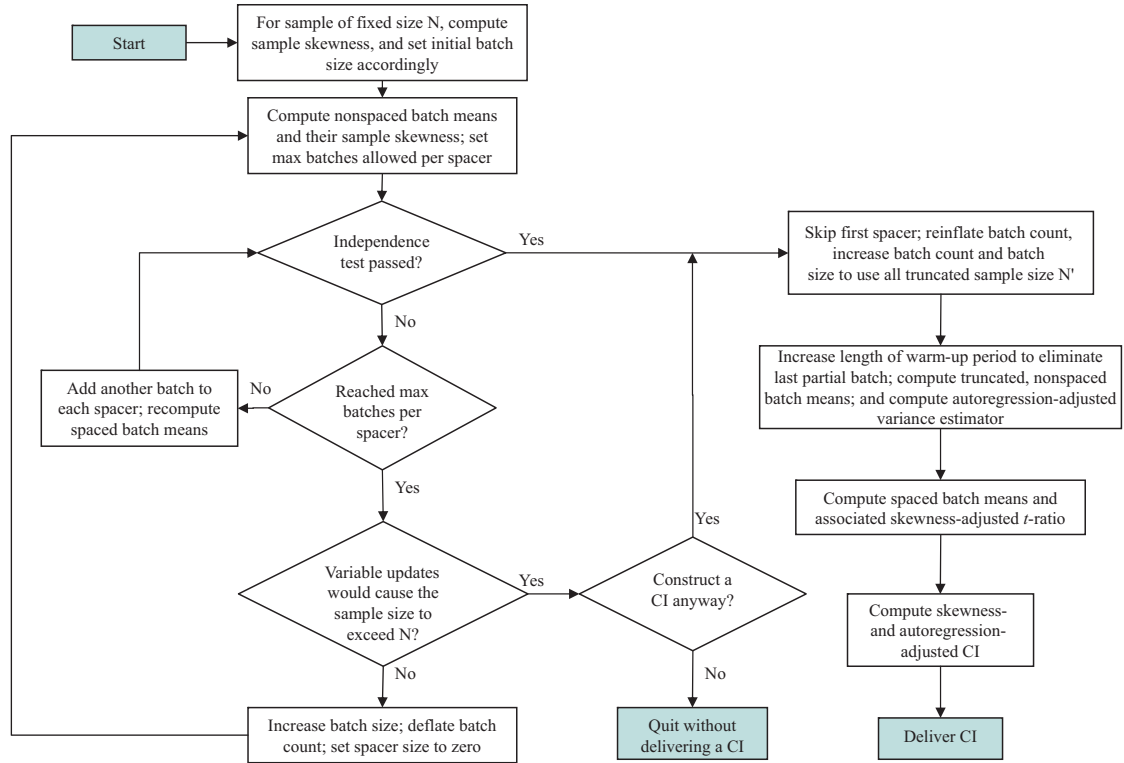 Start
For sample of fixed size N, compute
sample skewness, and set initial batch
size accordingly
Compute nonspaced batch means
and their sample skewness; set
max batches allowed per spacer
Independence
test passed?
Yes
No
Skip first spacer; reinflate batch count,
increase batch count and batch
size to use all truncated sample size N'
Add another batch to
each spacer; recompute
spaced batch means
No
Reached max
batches per
spacer?
Yes
Increase length of warm-up period to eliminate
last partial batch; compute truncated, nonspaced
batch means; and compute autoregression-adjusted
variance estimator
Compute spaced batch means and
associated skewness-adjusted t-ratio
Variable updates
would cause the
sample size to
exceed N?
Yes
No
Construct a
CI anyway?
Yes
No
Compute skewness-
and autoregression-
adjusted CI
Increase batch size; deflate batch
count; set spacer size to zero
Quit without
delivering a CI
Deliver CI